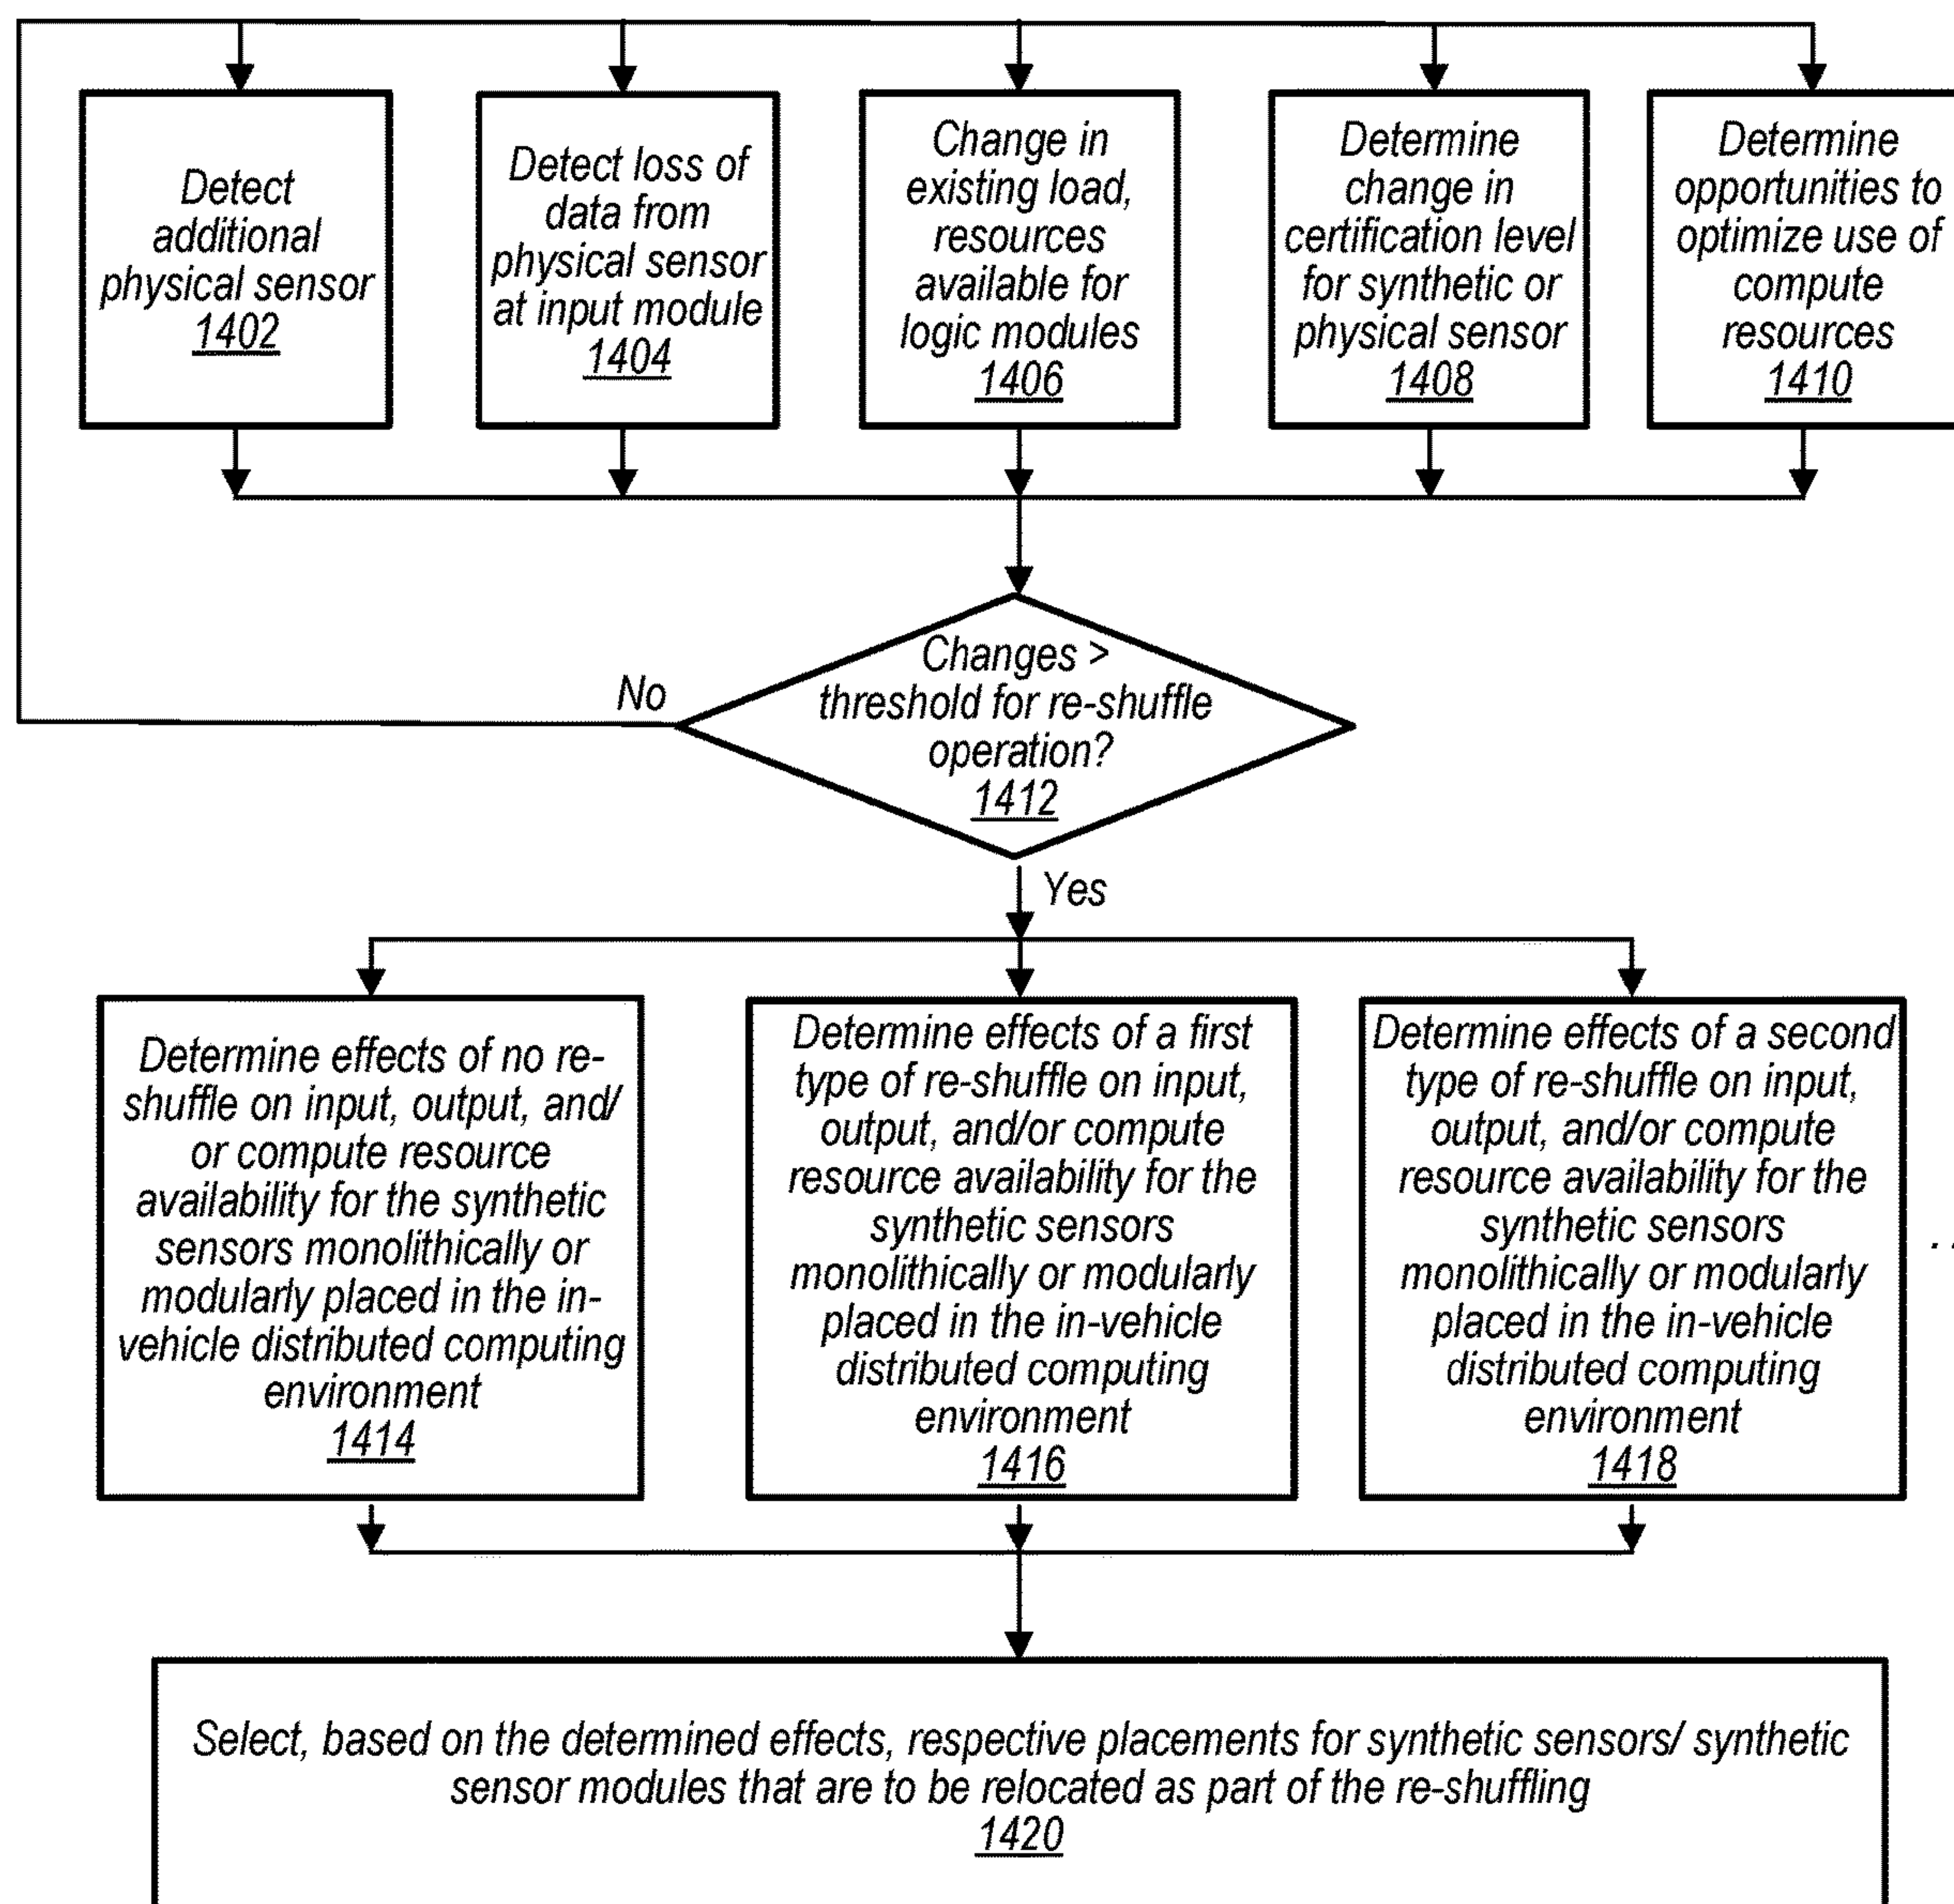 Detect
additional
physical sensor
1402
Detect loss of
data from
physical sensor
at input module
1404
Change in
existing load,
resources
available for
logic modules
1406
Determine
change in
certification level
for synthetic or
physical sensor
1408
Determine
opportunities to
optimize use of
compute
resources
1410
Changes >
threshold for re-shuffle
operation?
1412
No
Yes
Determine effects of no re-
shuffle on input, output, and/
or compute resource
availability for the synthetic
sensors monolithically or
modularly placed in the in-
vehicle distributed computing
environment
1414
Determine effects of a first
type of re-shuffle on input,
output, and/or compute
resource availability for the
synthetic sensors
monolithically or modularly
placed in the in-vehicle
distributed computing
environment
1416
Determine effects of a second
type of re-shuffle on input,
output, and/or compute
resource availability for the
synthetic sensors
monolithically or modularly
placed in the in-vehicle
distributed computing
environment
1418
. .
Select, based on the determined effects, respective placements for synthetic sensors/ synthetic
sensor modules that are to be relocated as part of the re-shuffling
1420